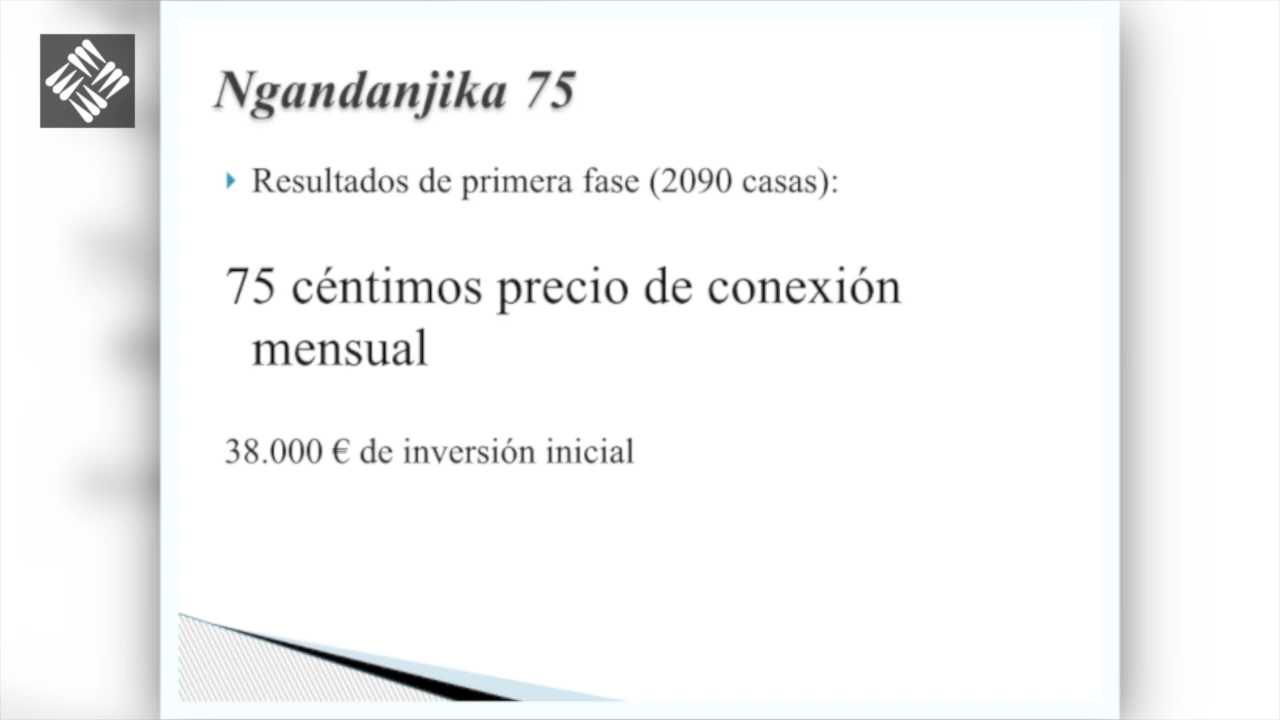 Ngandanjika 75
Resultados de primera fase (2090 casas):
75 céntimos precio de conexión
mensual
38.000 € de inversión inicial